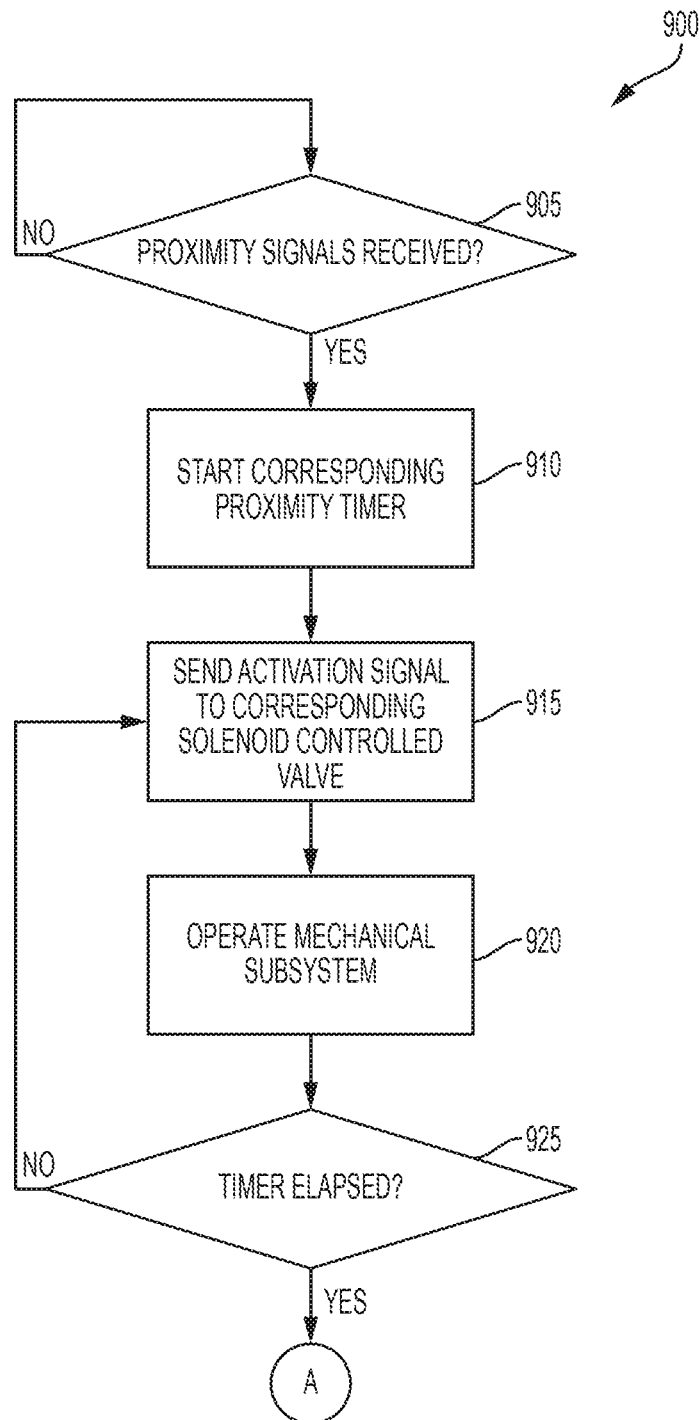 900
905
NO
PROXIMITY SIGNALS RECEIVED?
YES
START CORRESPONDING
PROXIMITY TIMER
910
SEND ACTIVATION SIGNAL
TO CORRESPONDING
SOLENOID CONTROLLED
VALVE
915
OPERATE MECHANICAL
SUBSYSTEM
920
925
NO
TIMER ELAPSED?
YES
A